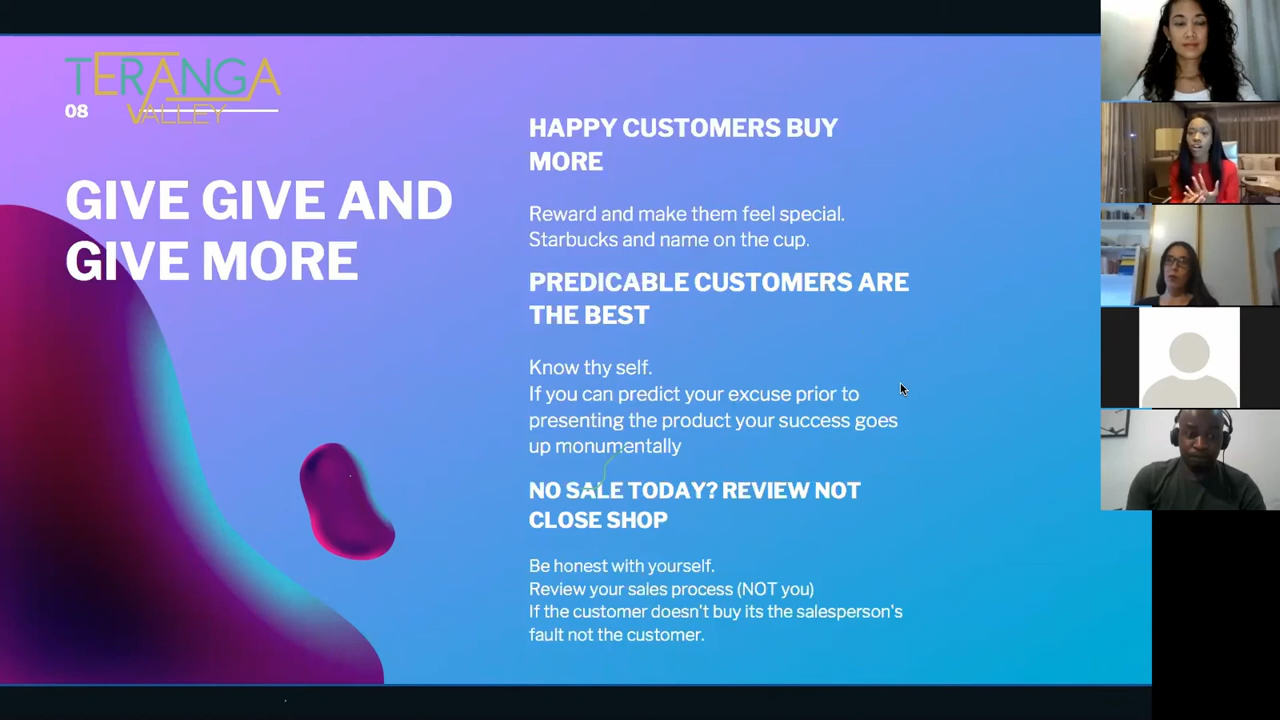 TERANGA
VALLEY
08
GIVE GIVE AND
GIVE MORE
HAPPY CUSTOMERS BUY
MORE
Reward and make them feel special.
Starbucks and name on the cup.
PREDICABLE CUSTOMERS ARE
THE BEST
Know thy self.
If you can predict your excuse prior to
presenting the product your success goes
up monumentally
NO SALE TODAY? REVIEW NOT
CLOSE SHOP
Be honest with yourself.
Review your sales process (NOT you)
If the customer doesn't buy its the salesperson's
fault not the customer.